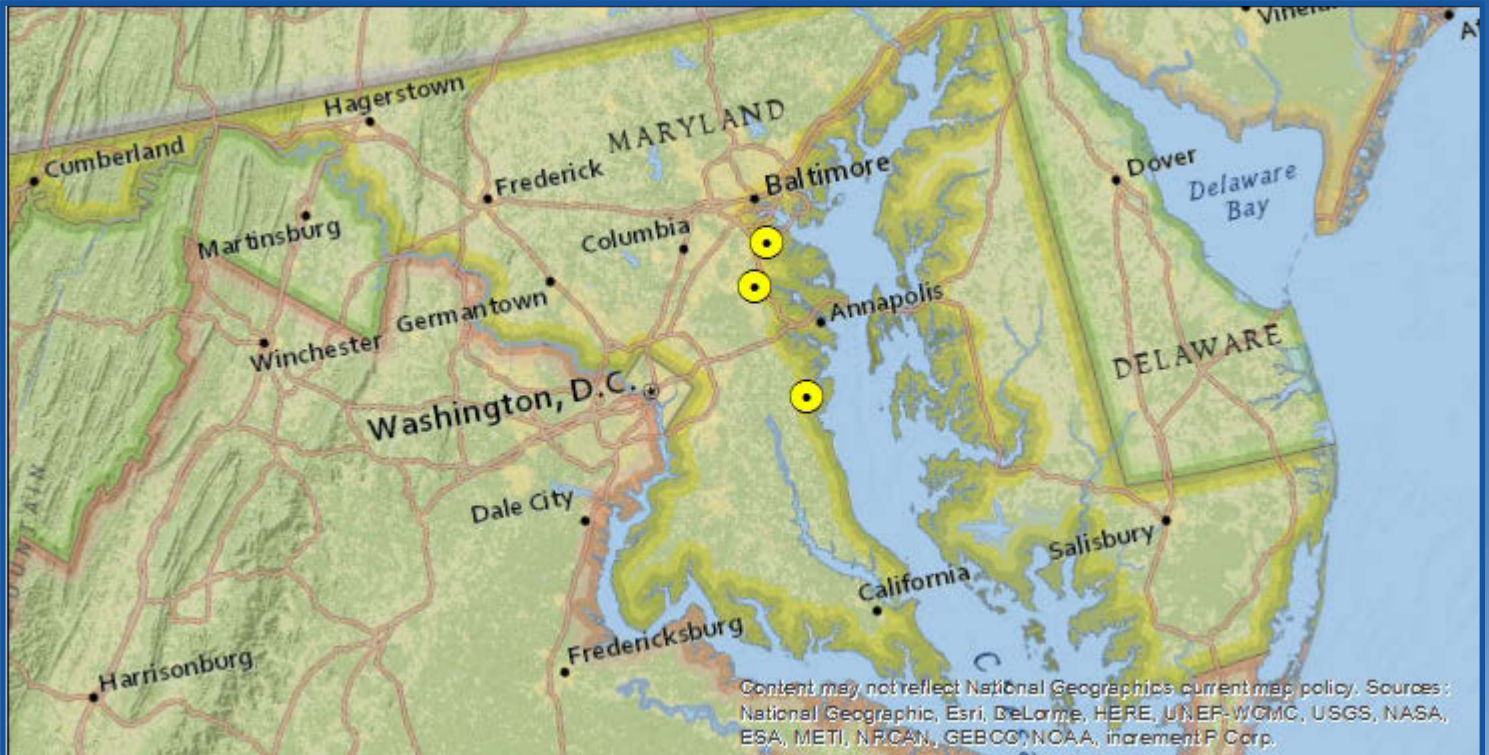 Hagerstown
MARYLAND
Cumberland
Frederick
Baltimore
Dover
Delaware
Bay
Martinsburg
Columbia
Germantown
Annapolis
Winchester
DELAWARE
Washington, D.C.
Dale City
Salisbury
California
Fredericksburg
Harrisonburg
C
Content may not reflect National Geographic's current map policy. Sources:
National Geographic, Esri, DeLorme, HERE, UNEP-WCMC, USGS, NASA,
ESA, METI, NRCAN, GEBCO, NOAA, increment P Corp.